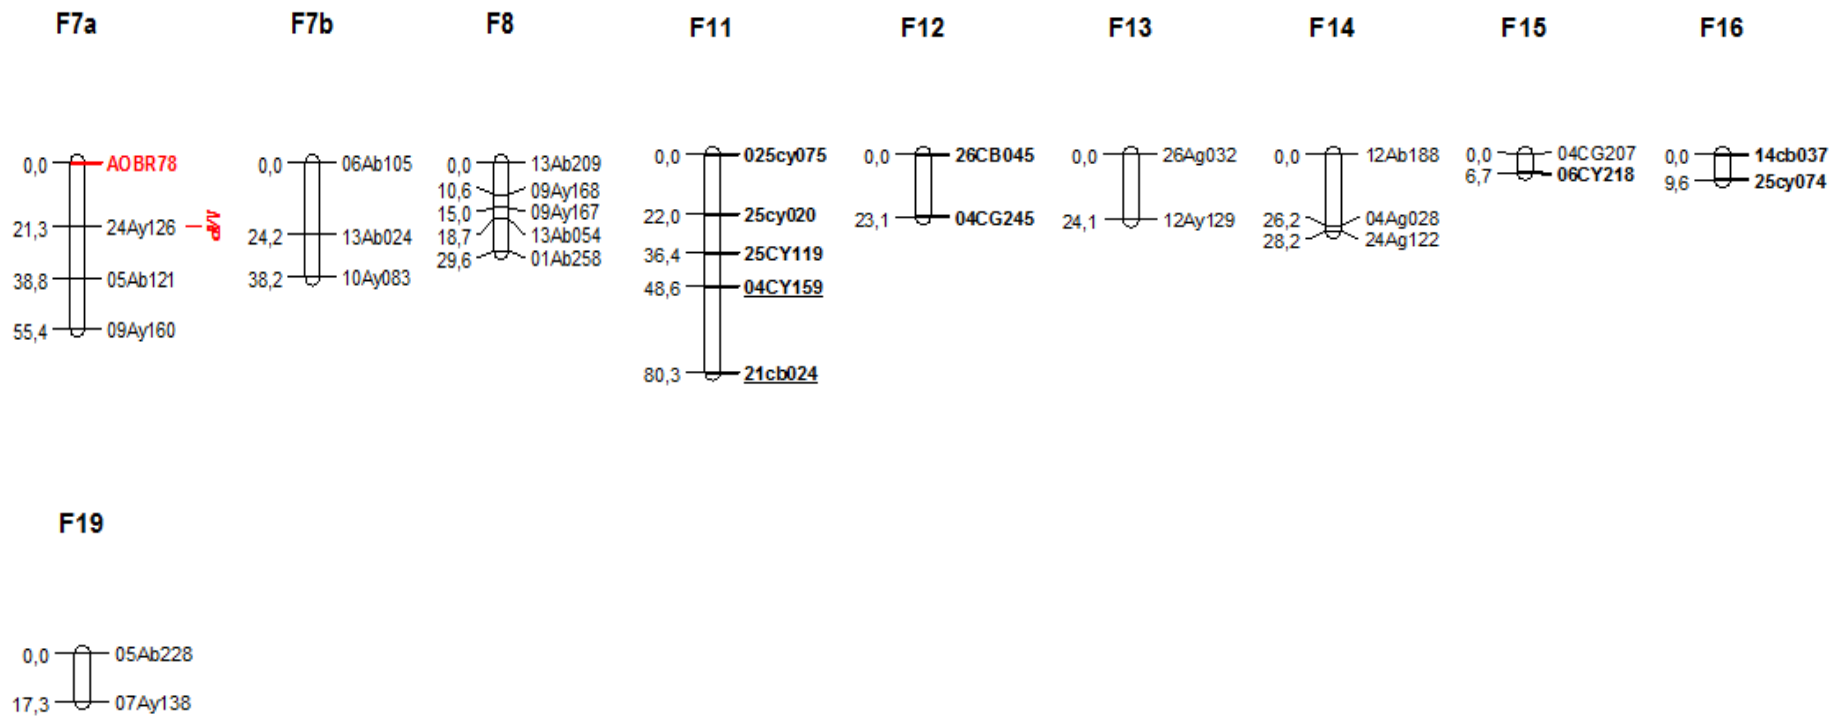 F7a F7b F8 F11 F12 F13 F14 F15 F16
0,0 AOBR78
21,3 24Ay126
38,8 05Ab121
55,4 09Ay160
0,0 06Ab105
24,2 13Ab024
38,2 10Ay083
0,0 13Ab209
10,6 09Ay168
15,0 09Ay167
18,7 13Ab054
29,6 01Ab258
0,0 025cy075
22,0 25cy020
36,4 25CY119
48,6 04CY159
80,3 21cb024
0,0 26CB045
23,1 04CG245
0,0 26Ag032
24,1 12Ay129
0,0 12Ab188
26,2 04Ag028
28,2 24Ag122
0,0 04CG207
6,7 06CY218
0,0 14cb037
9,6 25cy074
F19
0,0 05Ab228
17,3 07Ay138